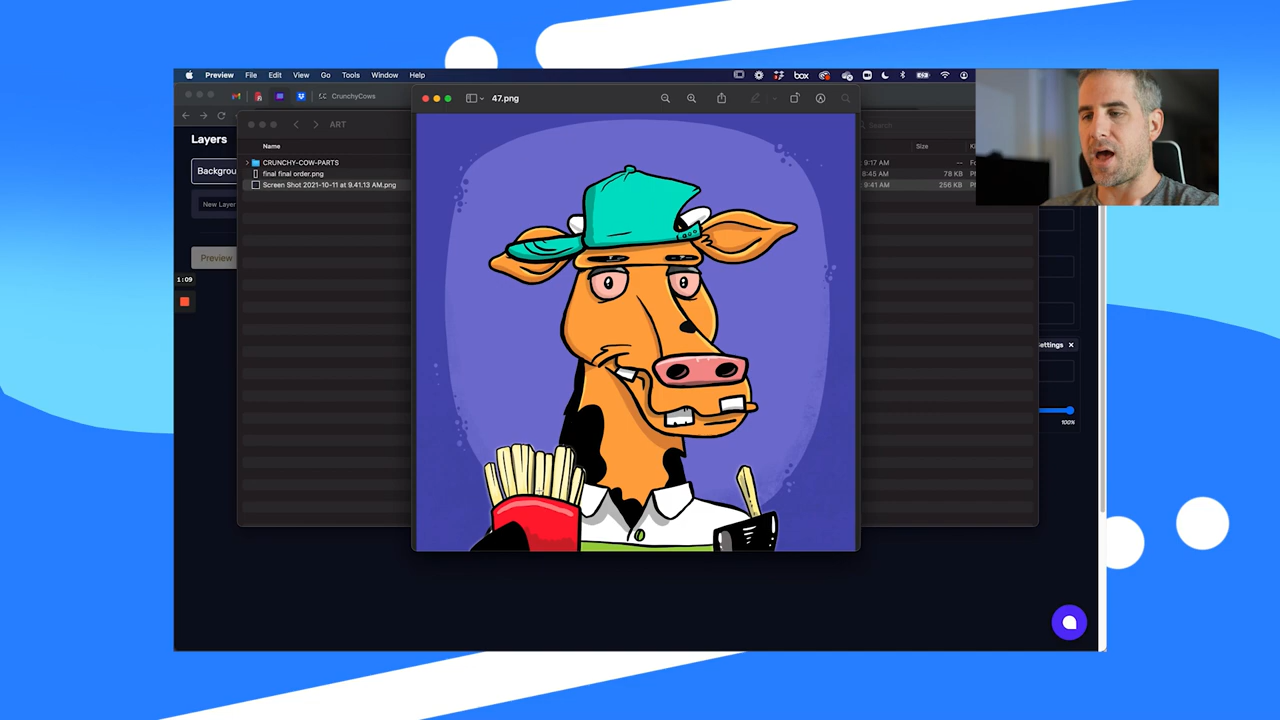 Preview File Edit View Go Tools Window Help
box
CrunchyCows
47.png
Layers
ART
Search
Name
Size
Backgrou
CRUNCHY-COW-PARTS
9:17 AM
--
final final order.png
8:45 AM
78 KB
Screen Shot 2021-10-11 at 9.41.13 AM.png
9:41 AM
256 KB
New Layer
Preview
1:09
ettings
100%